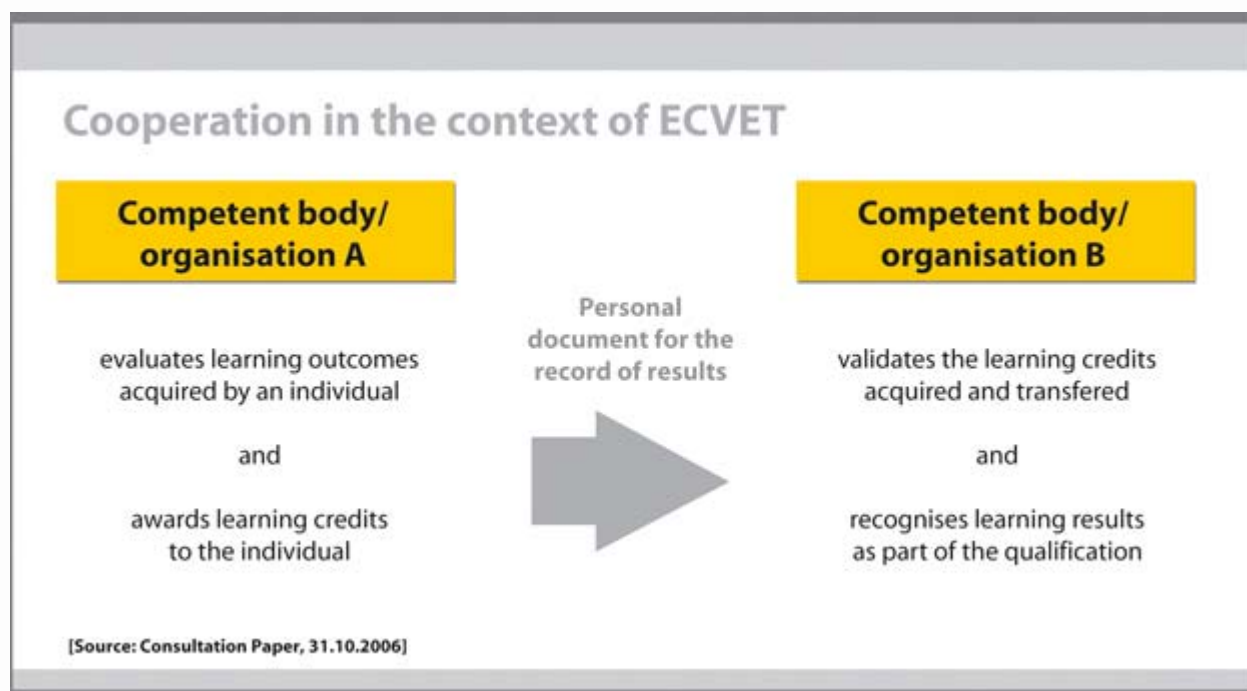 Cooperation in the context of ECVET
Competent body/
organisation A
evaluates learning outcomes
acquired by an individual
and
awards learning credits
to the individual
Personal
document for the
record of results
Competent body/
organisation B
validates the learning credits
acquired and transfered
and
recognises learning results
as part of the qualification
[Source: Consultation Paper, 31.10.2006]